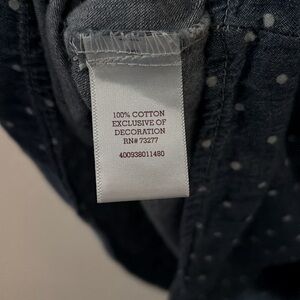 100% COTTON
EXCLUSIVE OF
DECORATION
RN# 73277
400938011480